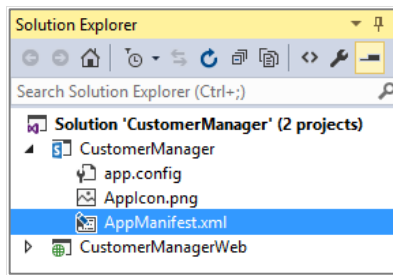 Solution Explorer
Search Solution Explorer (Ctrl+;)
Solution 'CustomerManager' (2 projects)
CustomerManager
app.config
AppIcon.png
AppManifest.xml
CustomerManagerWeb